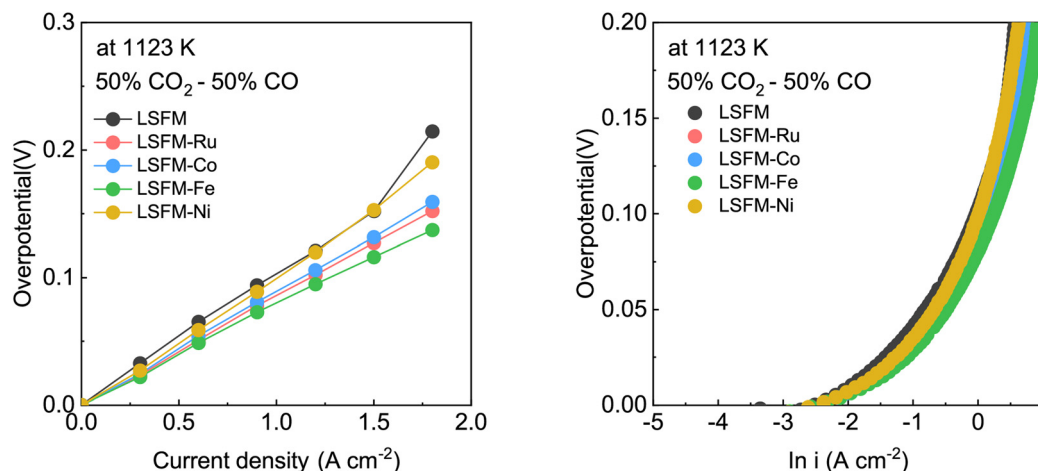 0.3
0.2
0.1
0.0
Overpotential(V)
at 1123 K
50% CO₂ - 50% CO
LSFM
LSFM-Ru
LSFM-Co
LSFM-Fe
LSFM-Ni
0.0 0.5 1.0 1.5 2.0
Current density (A cm⁻²)
0.20
0.15
0.10
0.05
0.00
Overpotential(V)
at 1123 K
50% CO₂ - 50% CO
LSFM
LSFM-Ru
LSFM-Co
LSFM-Fe
LSFM-Ni
-5 -4 -3 -2 -1 0
ln i (A cm⁻²)